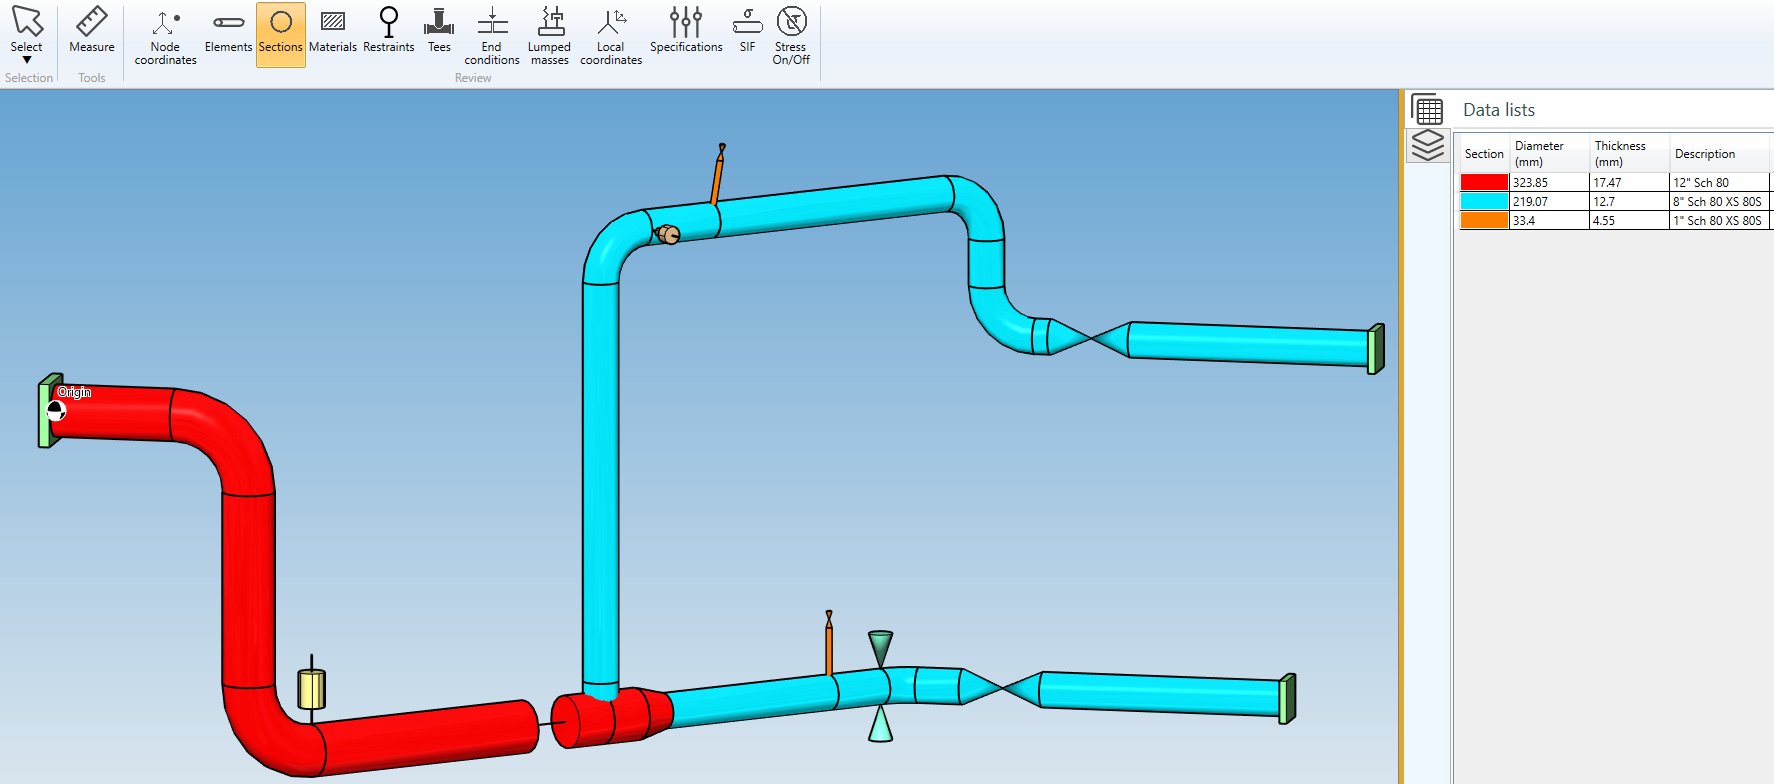 Select
Measure
Node
coordinates
Elements
Sections
Materials
Restraints
Tees
End
conditions
Lumped
masses
Local
coordinates
Specifications
SIF
Stress
On/Off
Selection
Tools
Review
Data lists
Section
Diameter
(mm)
Thickness
(mm)
Description
323.85 17.47 12" Sch 80
219.07 12.7 8" Sch 80 XS 80S
33.4 4.55 1" Sch 80 XS 80S
Origin